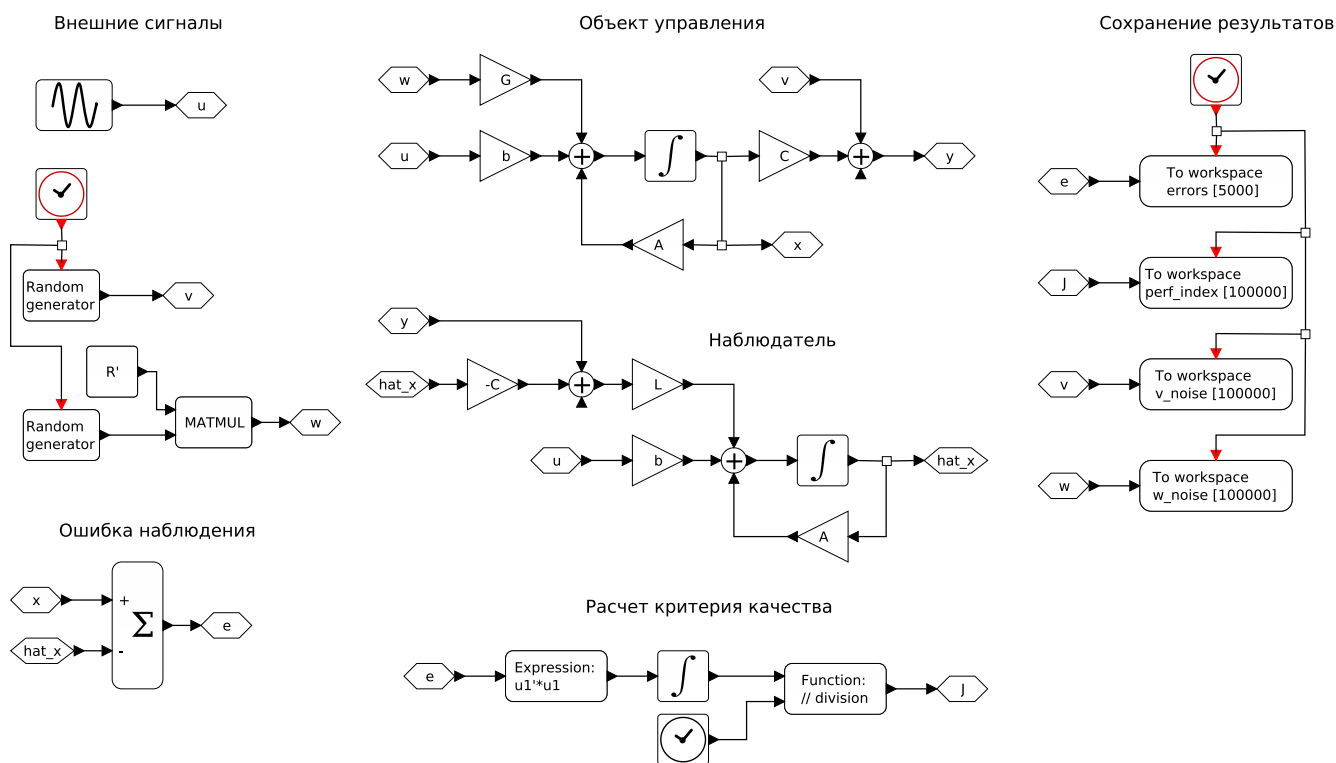 Внешние сигналы
u
Random
generator
v
R'
Random
generator
MATMUL
w
Ошибка наблюдения
x
hat_x
+
-
Σ
e
Объект управления
w
G
v
u
b
+
∫
C
+
y
A
x
Наблюдатель
y
hat_x
-C
+
L
u
b
+
∫
hat_x
A
Расчет критерия качества
e
Expression:
u1'*u1
∫
Function:
// division
J
Сохранение результатов
e
To workspace
errors [5000]
J
To workspace
perf_index [100000]
v
To workspace
v_noise [100000]
w
To workspace
w_noise [100000]